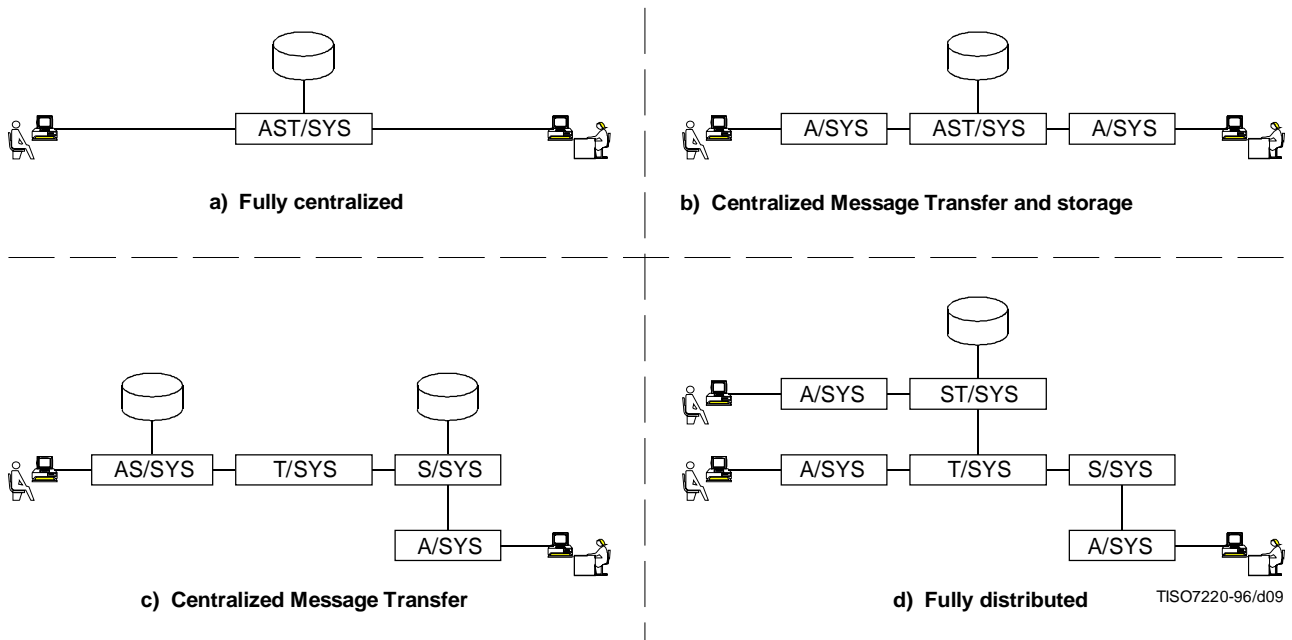 AST/SYS
a) Fully centralized
A/SYS AST/SYS A/SYS
b) Centralized Message Transfer and storage
AS/SYS T/SYS S/SYS
A/SYS
c) Centralized Message Transfer
A/SYS ST/SYS
A/SYS T/SYS S/SYS
A/SYS
d) Fully distributed
TISO7220-96/d09